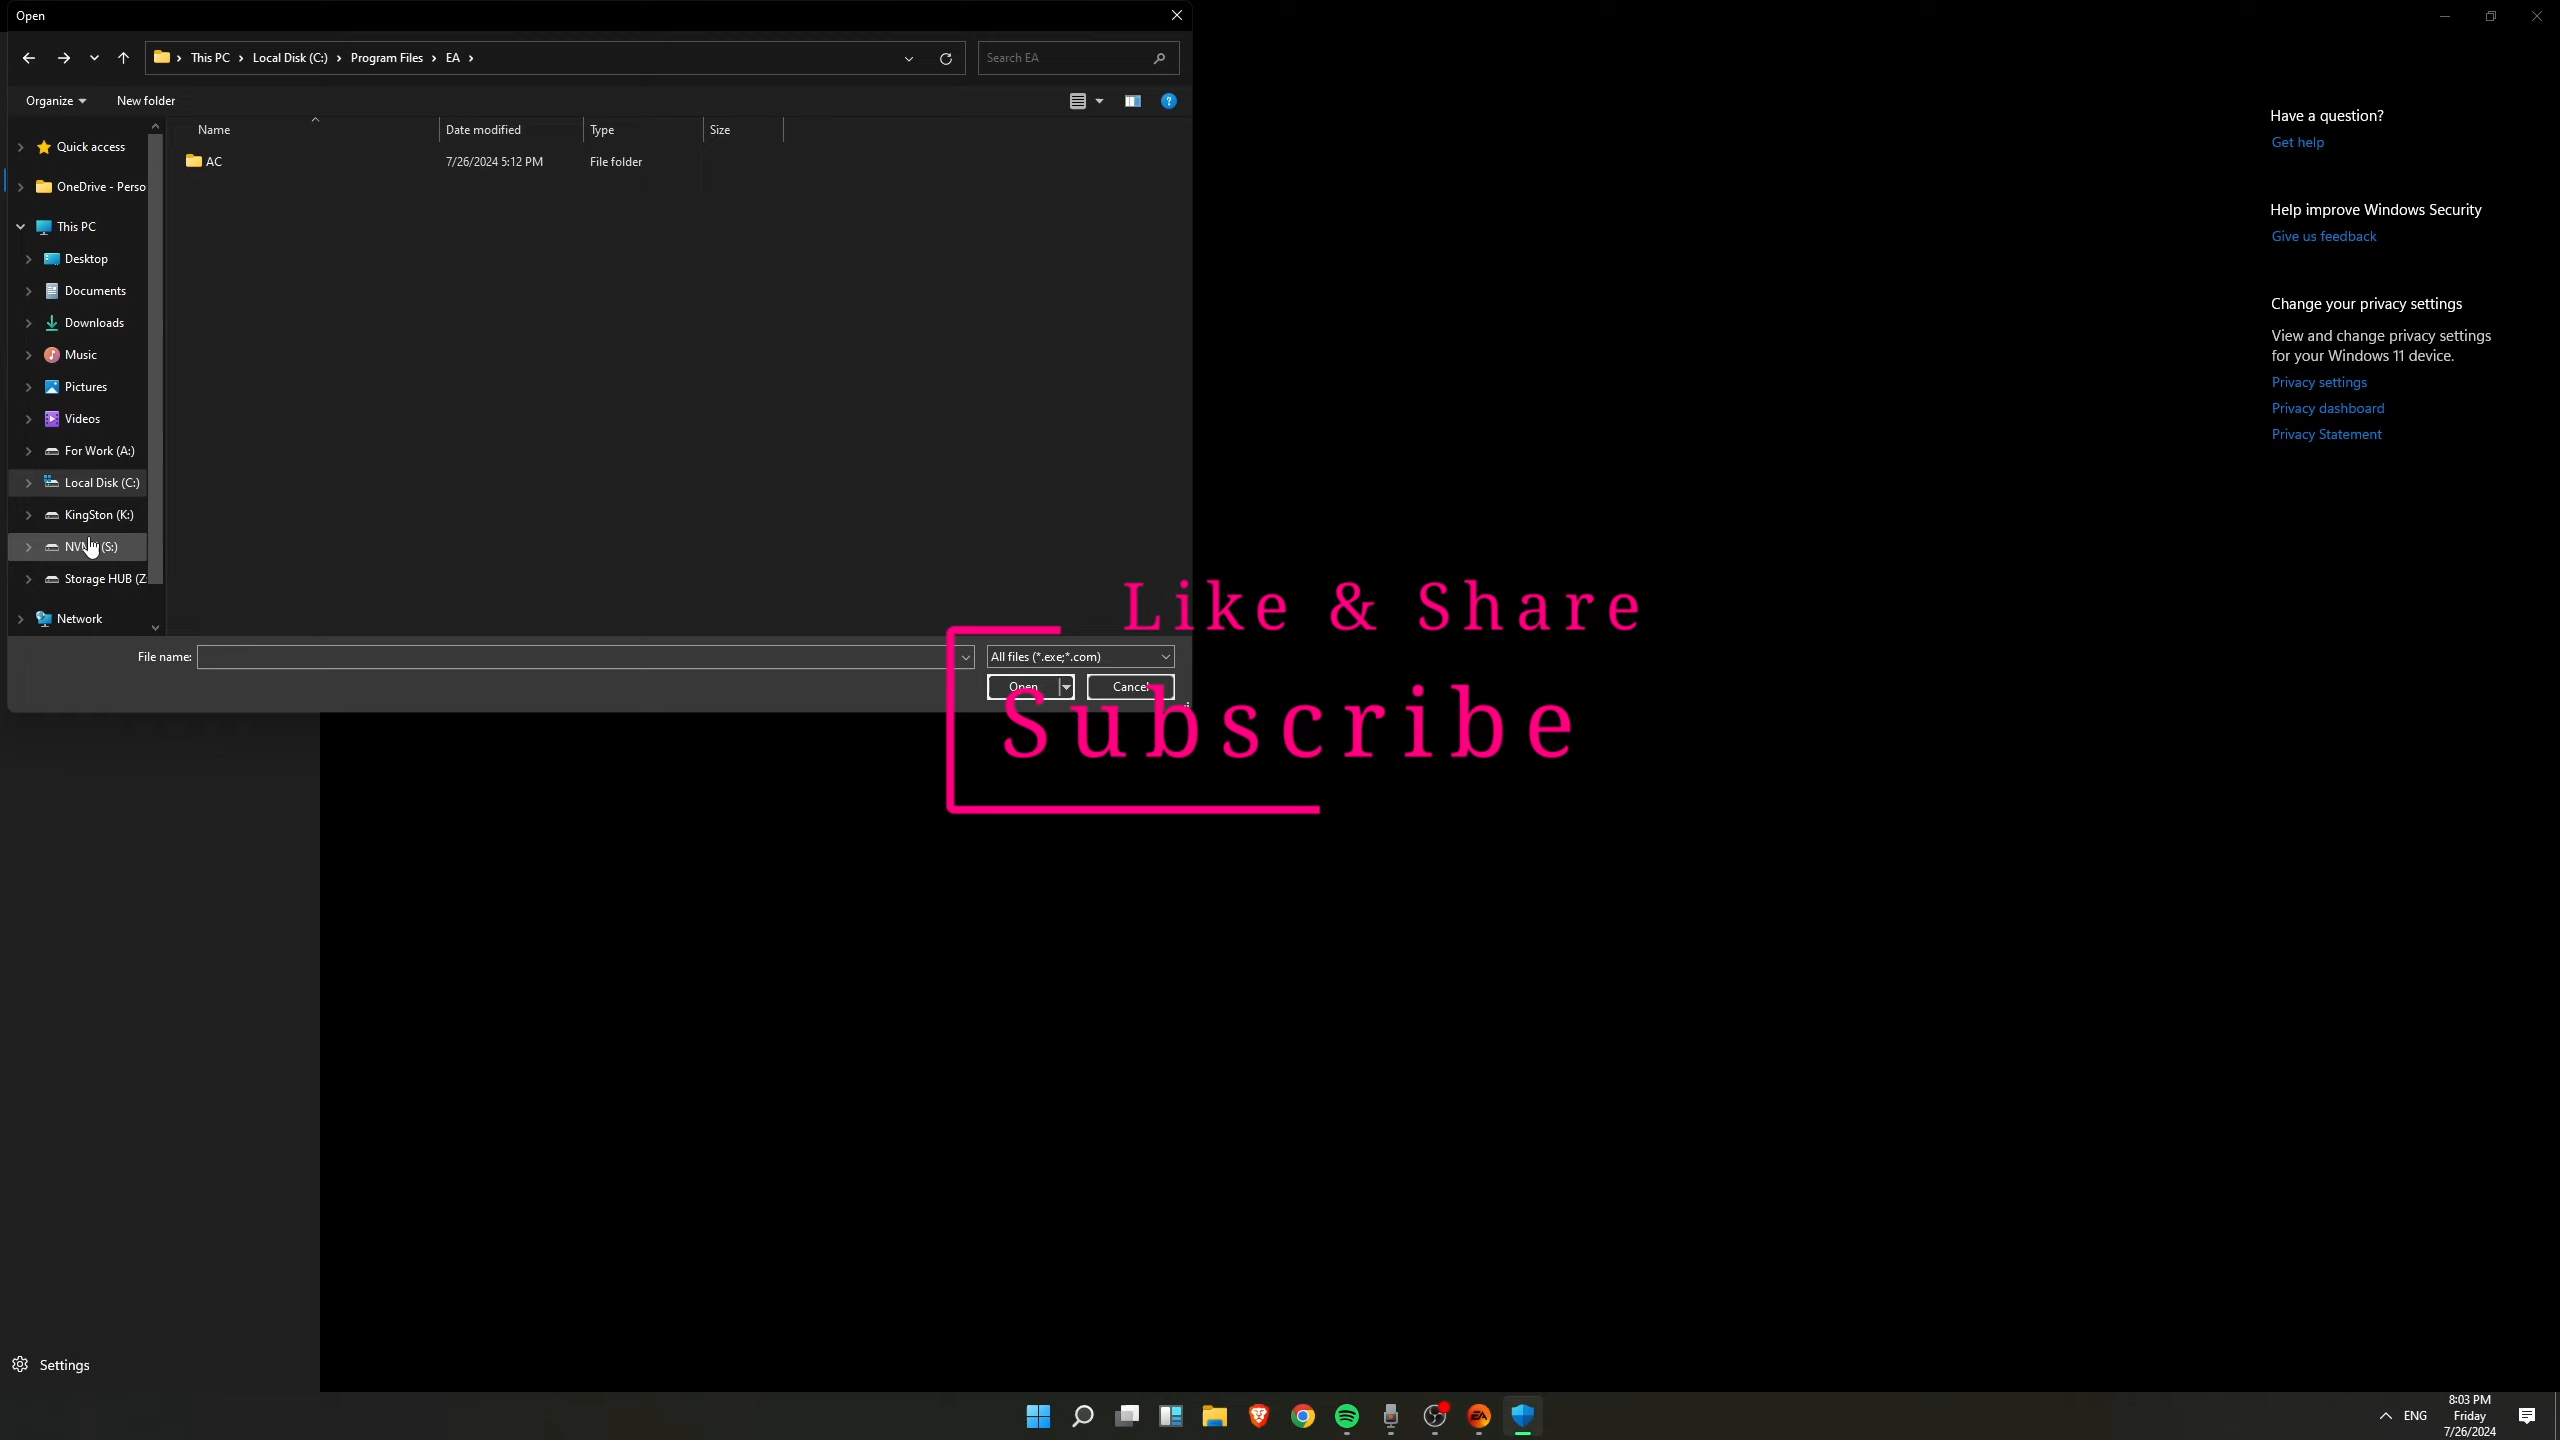 Open
This PC
Local Disk (C:)
Program Files
EA
Search EA
Organize
New folder
Name
Date modified
Type
Size
AC
7/26/2024 5:12 PM
File folder
Quick access
OneDrive - Perso
This PC
Desktop
Documents
Downloads
Music
Pictures
Videos
For Work (A:)
Local Disk (C:)
KingSton (K:)
(S:)
Storage HUB (Z
Network
File name:
All files (*.exe;*.com)
Open
Cancel
Like & Share
Subscribe
Have a question?
Get help
Help improve Windows Security
Give us feedback
Change your privacy settings
View and change privacy settings
for your Windows 11 device.
Privacy settings
Privacy dashboard
Privacy Statement
Settings
EA
ENG
8:03 PM
Friday
7/26/2024